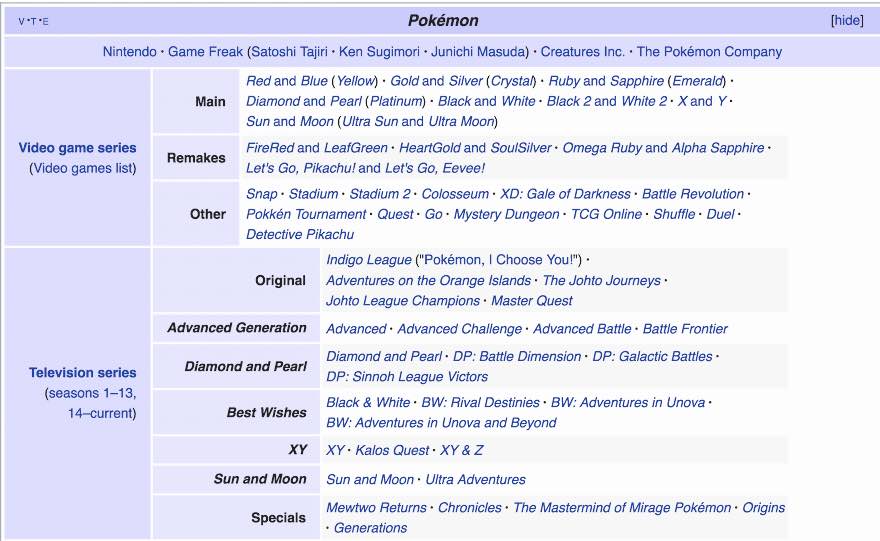 V · T · E Pokémon [hide]
Nintendo · Game Freak (Satoshi Tajiri · Ken Sugimori · Junichi Masuda) · Creatures Inc. · The Pokémon Company
Video game series
(Video games list)
Main
Red and Blue (Yellow) · Gold and Silver (Crystal) · Ruby and Sapphire (Emerald) ·
Diamond and Pearl (Platinum) · Black and White · Black 2 and White 2 · X and Y ·
Sun and Moon (Ultra Sun and Ultra Moon)
Remakes
FireRed and LeafGreen · HeartGold and SoulSilver · Omega Ruby and Alpha Sapphire ·
Let's Go, Pikachu! and Let's Go, Eevee!
Other
Snap · Stadium · Stadium 2 · Colosseum · XD: Gale of Darkness · Battle Revolution ·
Pokkén Tournament · Quest · Go · Mystery Dungeon · TCG Online · Shuffle · Duel ·
Detective Pikachu
Television series
(seasons 1–13,
14–current)
Original
Indigo League ("Pokémon, I Choose You!") ·
Adventures on the Orange Islands · The Johto Journeys ·
Johto League Champions · Master Quest
Advanced Generation
Advanced · Advanced Challenge · Advanced Battle · Battle Frontier
Diamond and Pearl
Diamond and Pearl · DP: Battle Dimension · DP: Galactic Battles ·
DP: Sinnoh League Victors
Best Wishes
Black & White · BW: Rival Destinies · BW: Adventures in Unova ·
BW: Adventures in Unova and Beyond
XY
XY · Kalos Quest · XY & Z
Sun and Moon
Sun and Moon · Ultra Adventures
Specials
Mewtwo Returns · Chronicles · The Mastermind of Mirage Pokémon · Origins
· Generations